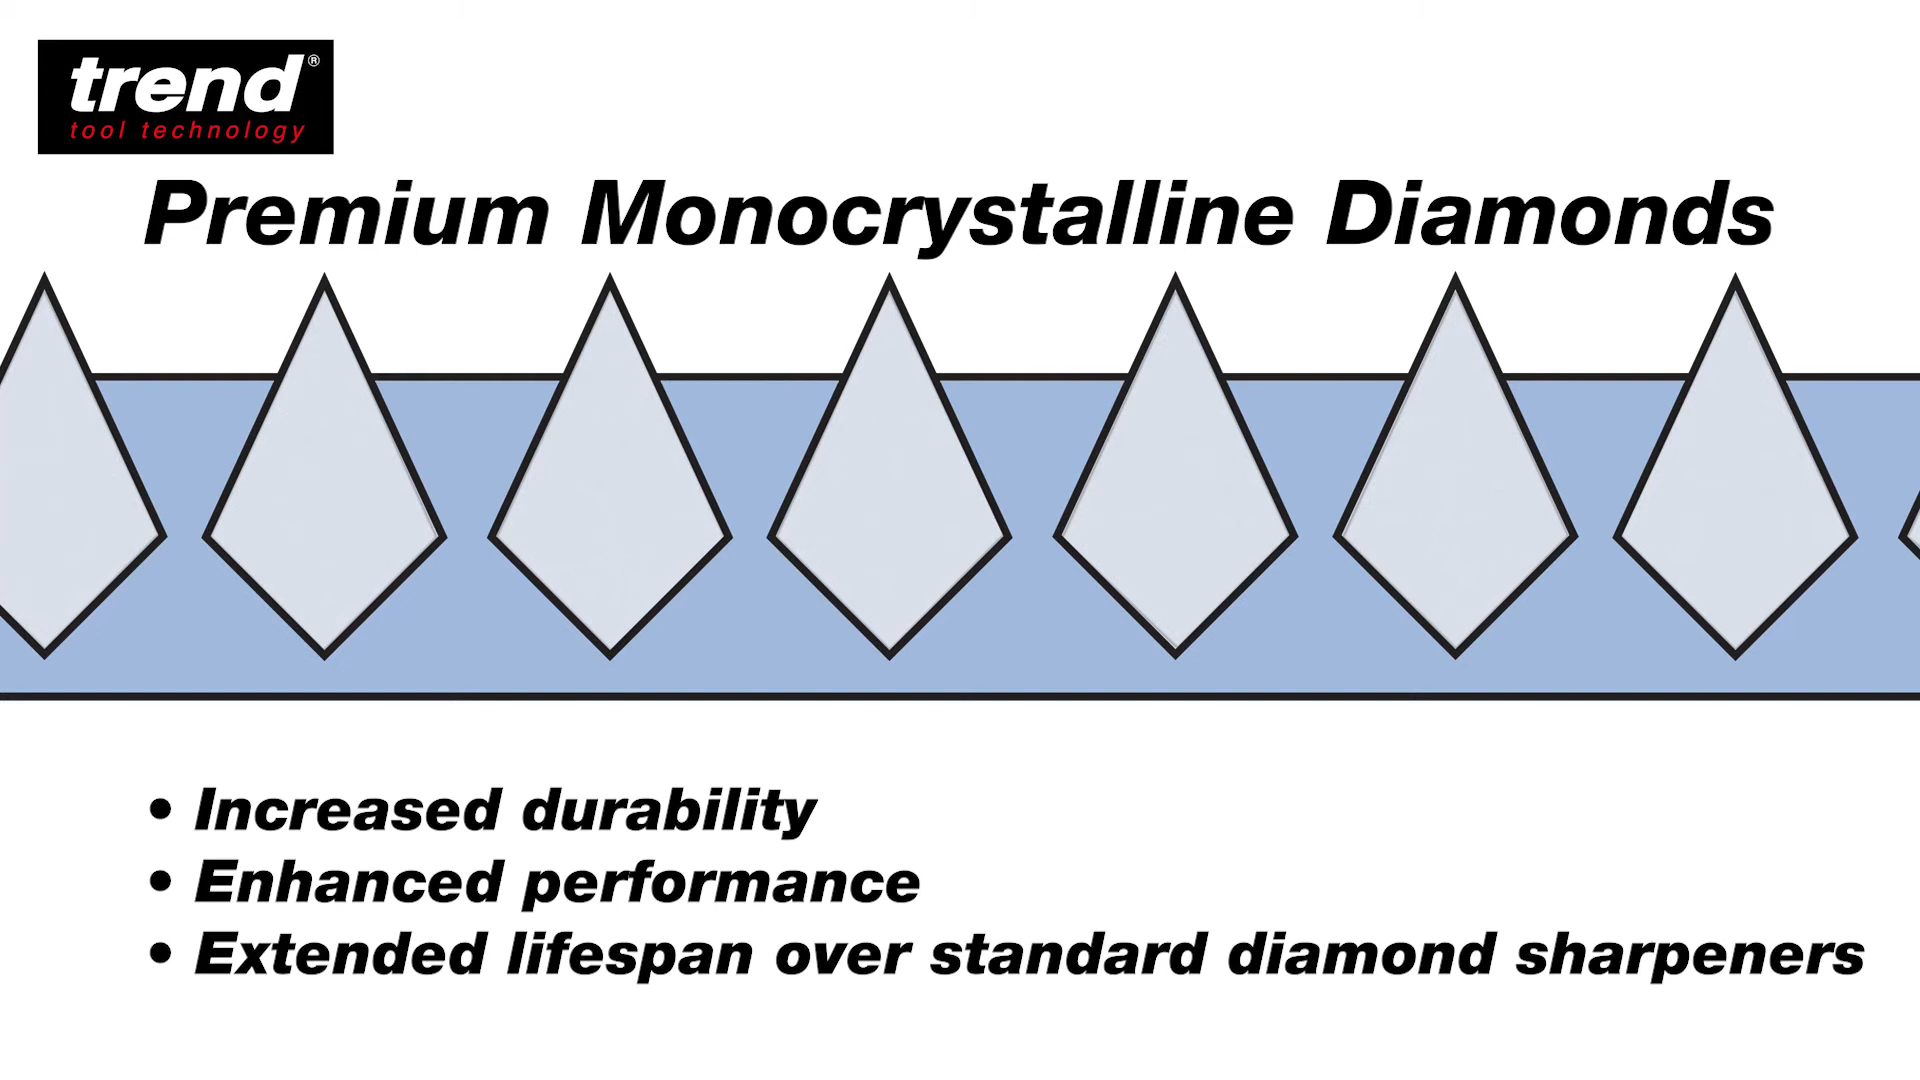 trend®
tool technology
Premium Monocrystalline Diamonds
• Increased durability
• Enhanced performance
• Extended lifespan over standard diamond sharpeners